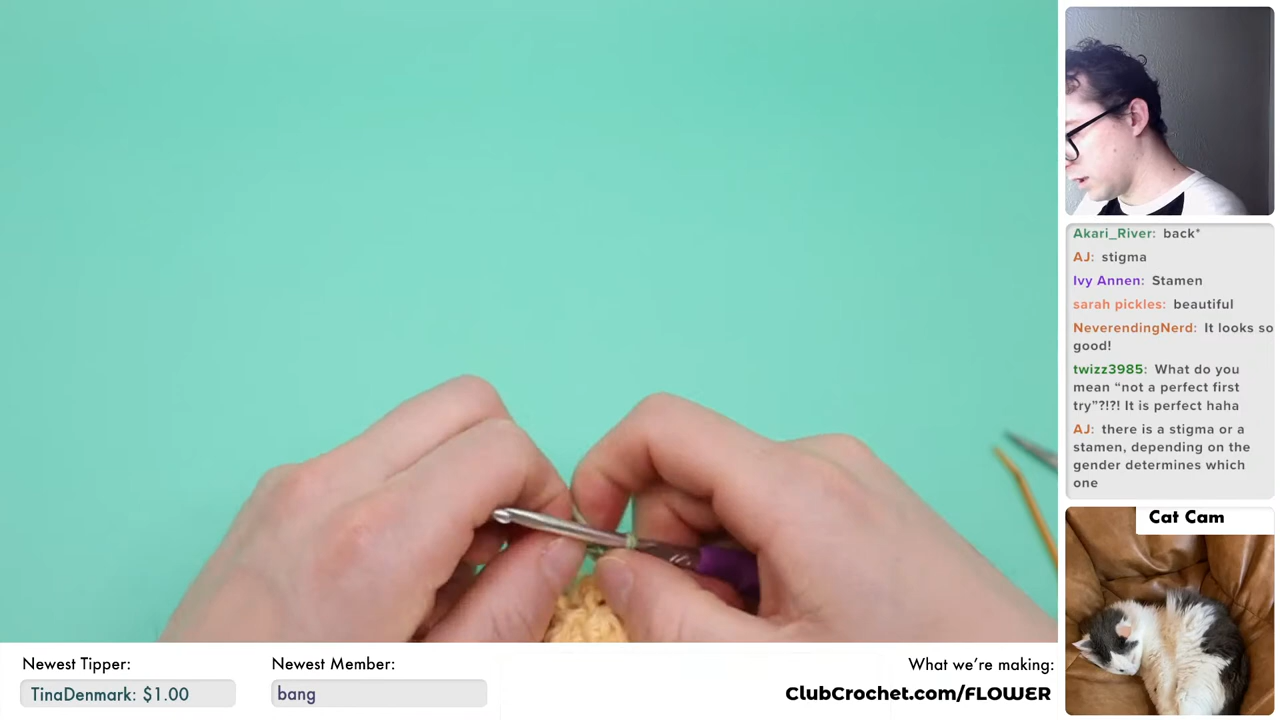 Akari_River: back*
AJ: stigma
Ivy Annen: Stamen
sarah pickles: beautiful
NeverendingNerd: It looks so
good!
twizz3985: What do you
mean “not a perfect first
try”?!?! It is perfect haha
AJ: there is a stigma or a
stamen, depending on the
gender determines which
one
Cat Cam
Newest Tipper:
TinaDenmark: $1.00
Newest Member:
bang
What we're making:
ClubCrochet.com/FLOWER